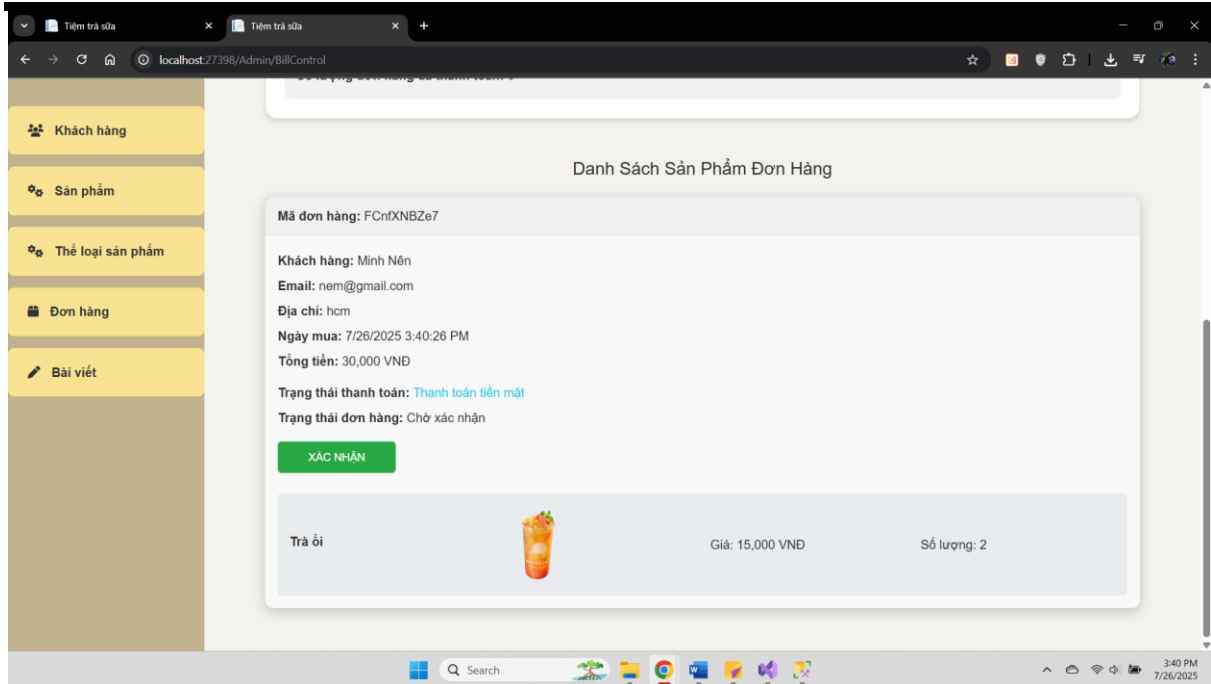 Tiệm trà sữa
Tiệm trà sữa
localhost:27398/Admin/BillControl
Khách hàng
Sản phẩm
Thể loại sản phẩm
Đơn hàng
Bài viết
Danh Sách Sản Phẩm Đơn Hàng
Mã đơn hàng: FCnfXNBZe7
Khách hàng: Minh Nên
Email: nem@gmail.com
Địa chỉ: hcm
Ngày mua: 7/26/2025 3:40:26 PM
Tổng tiền: 30,000 VNĐ
Trạng thái thanh toán: Thanh toán tiền mặt
Trạng thái đơn hàng: Chờ xác nhận
XÁC NHẬN
Trà ổi
Giá: 15,000 VNĐ
Số lượng: 2
Search
3:40 PM
7/26/2025